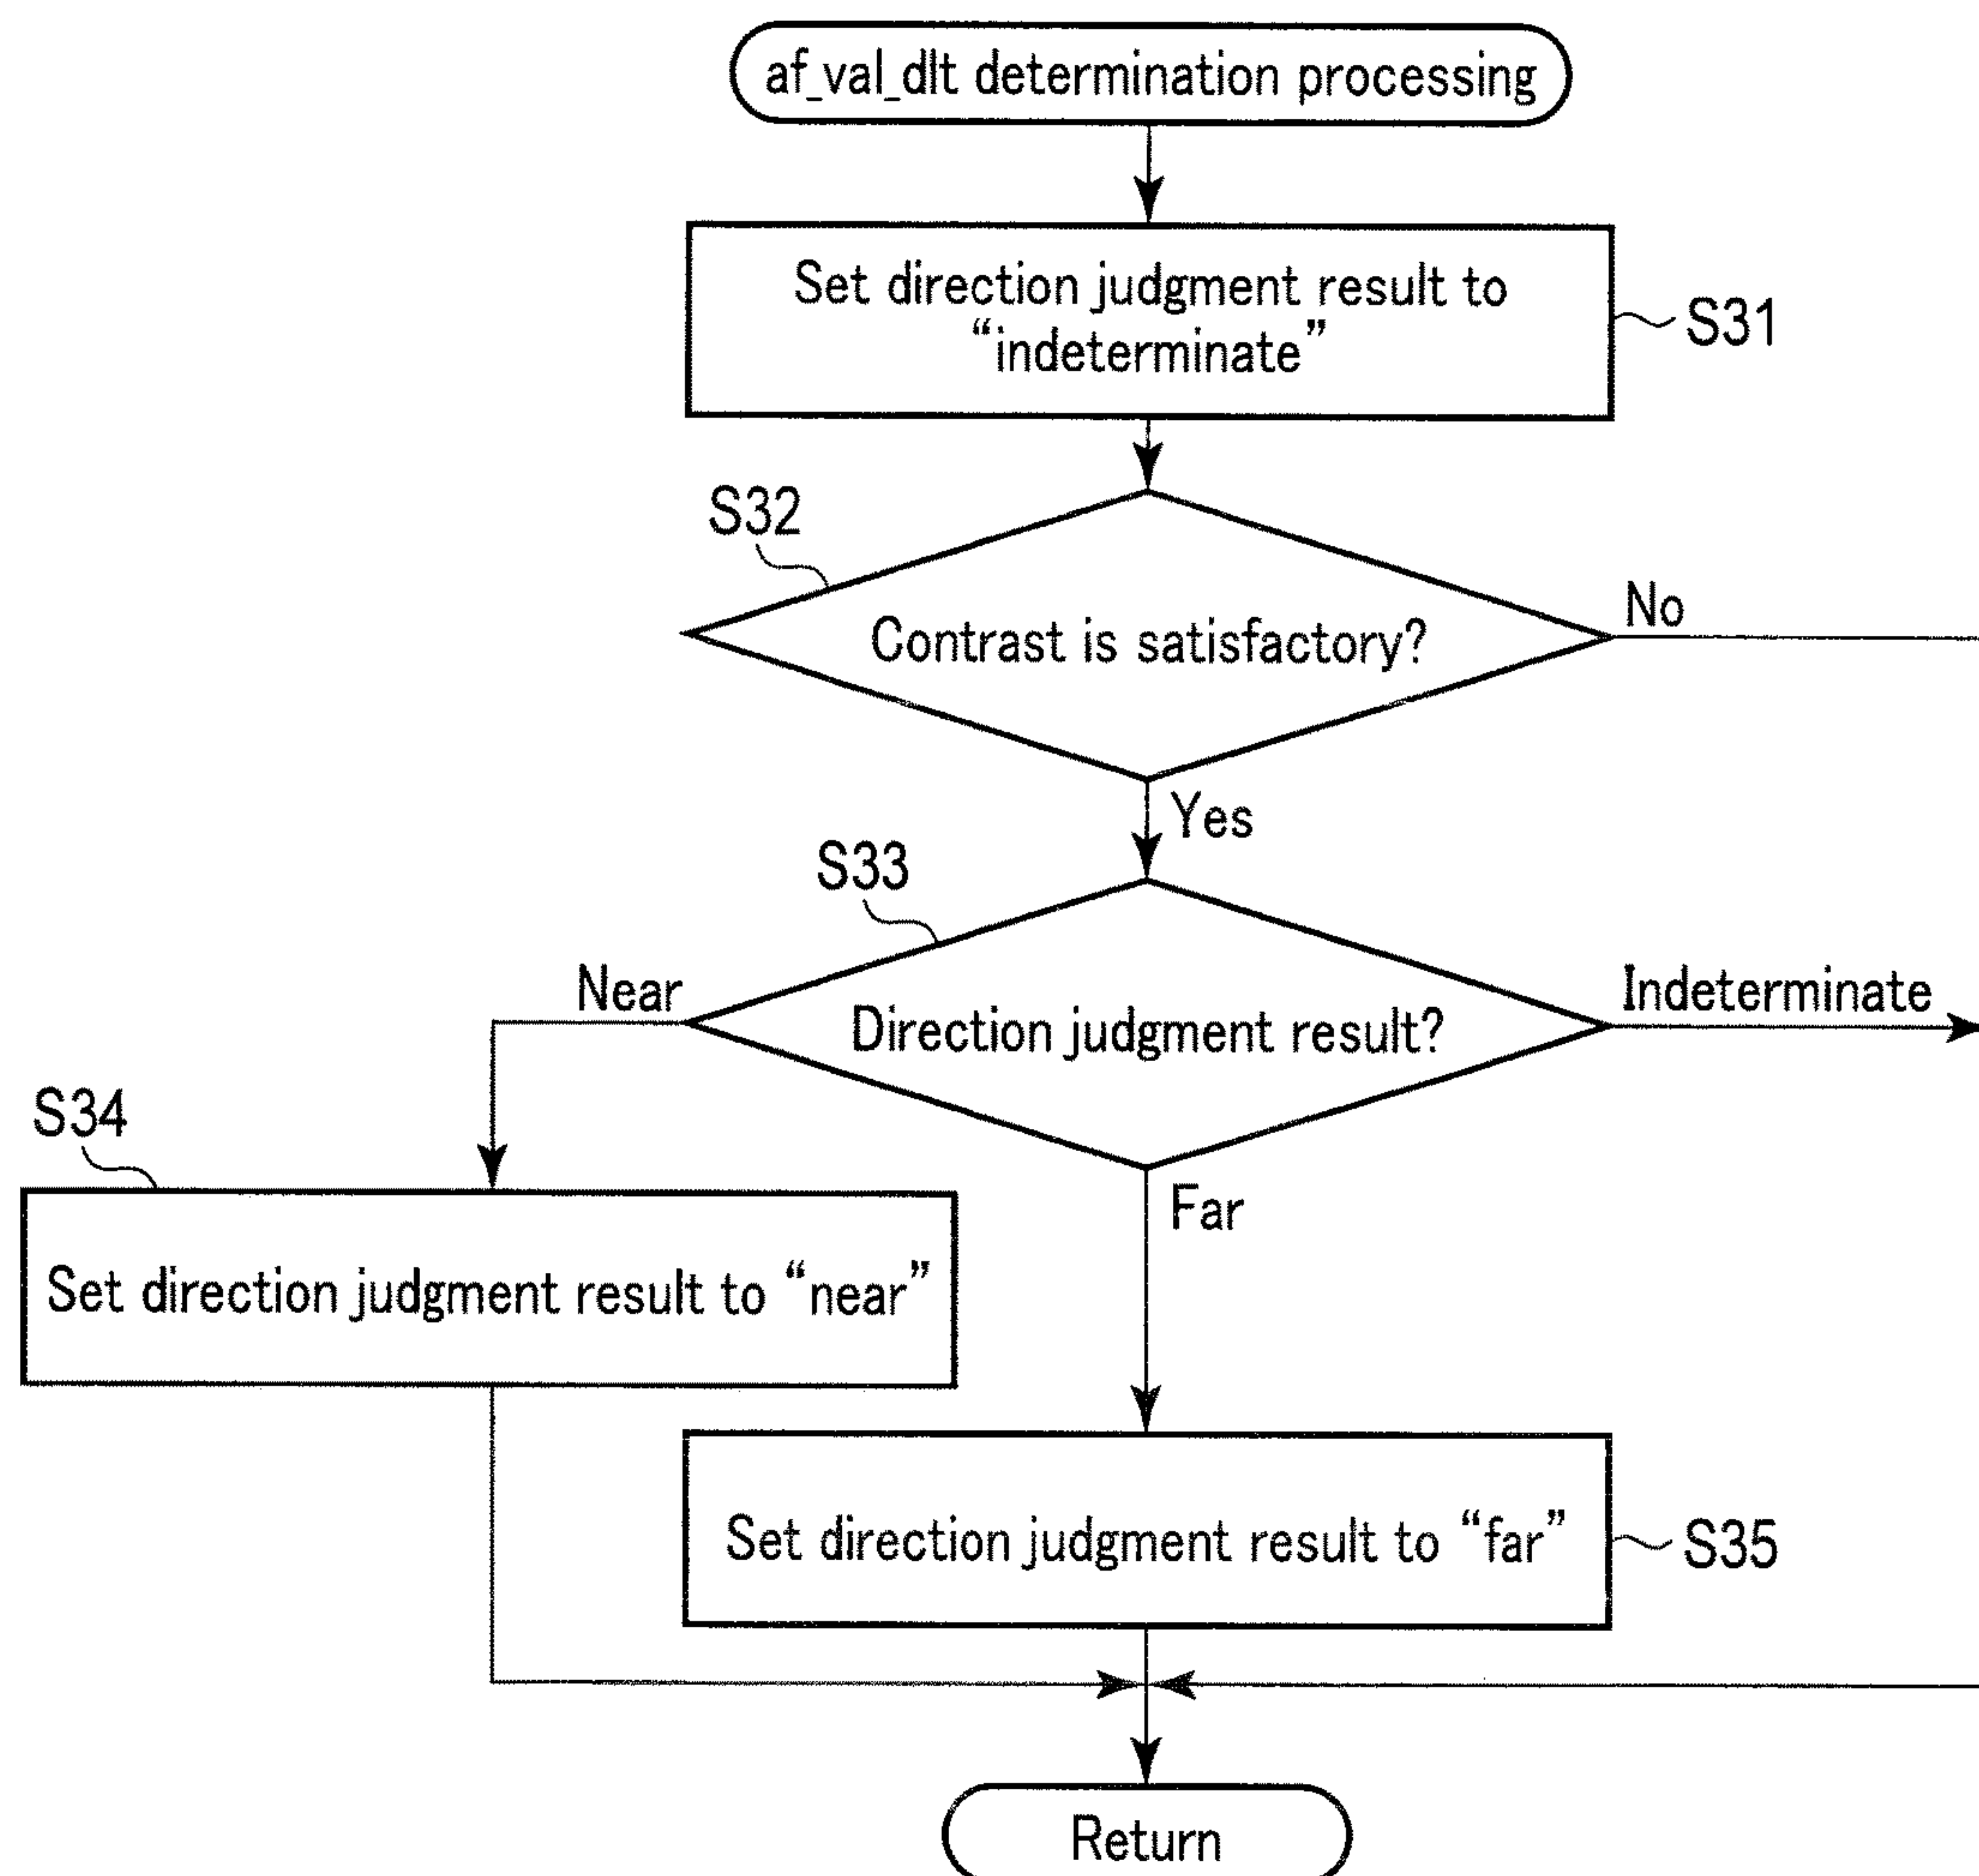 af_val_dlt determination processing
Set direction judgment result to
“indeterminate”
S31
S32
Contrast is satisfactory?
No
Yes
S33
Near
Direction judgment result?
Indeterminate
S34
Far
Set direction judgment result to “near”
Set direction judgment result to “far”
S35
Return